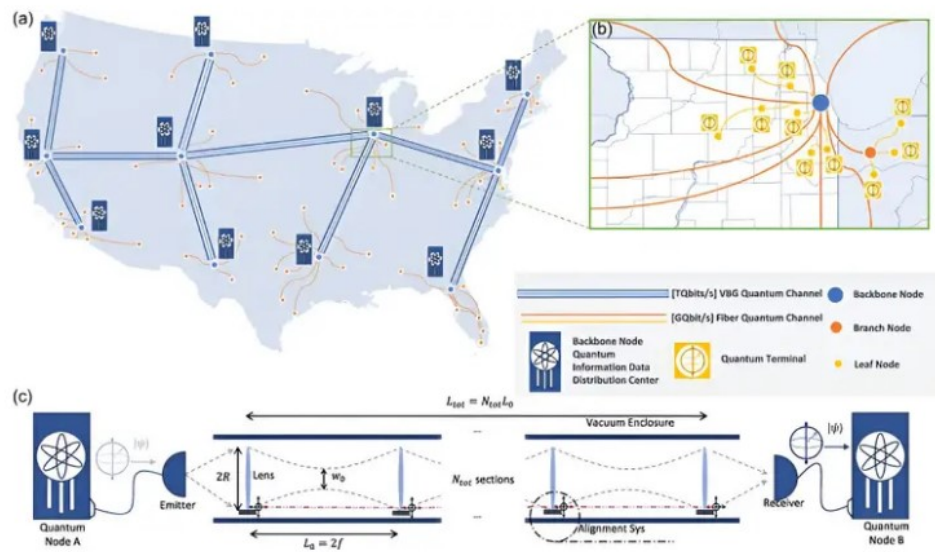 (a)
(b)
[TQbits/s] VBG Quantum Channel
Backbone Node
[GQbit/s] Fiber Quantum Channel
Branch Node
Backbone Node
Quantum
Information Data
Distribution Center
Quantum Terminal
Leaf Node
(c)
L_tot = N_tot L_0
Vacuum Enclosure
...
|ψ⟩
|ψ⟩
2R
Lens
w_0
N_tot sections
Emitter
Receiver
...
Alignment Sys
Quantum
Node A
L_0 = 2f
Quantum
Node B